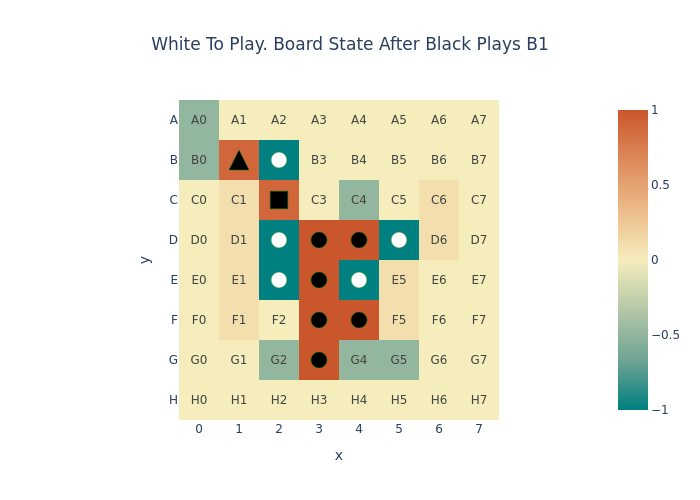 White To Play. Board State After Black Plays B1
A A0 A1 A2 A3 A4 A5 A6 A7
B B0 B3 B4 B5 B6 B7
C C0 C1 C3 C4 C5 C6 C7
D D0 D1 D6 D7
E E0 E1 E5 E6 E7
F F0 F1 F2 F5 F6 F7
G G0 G1 G2 G4 G5 G6 G7
H H0 H1 H2 H3 H4 H5 H6 H7
0 1 2 3 4 5 6 7
x
y
1
0.5
0
−0.5
−1